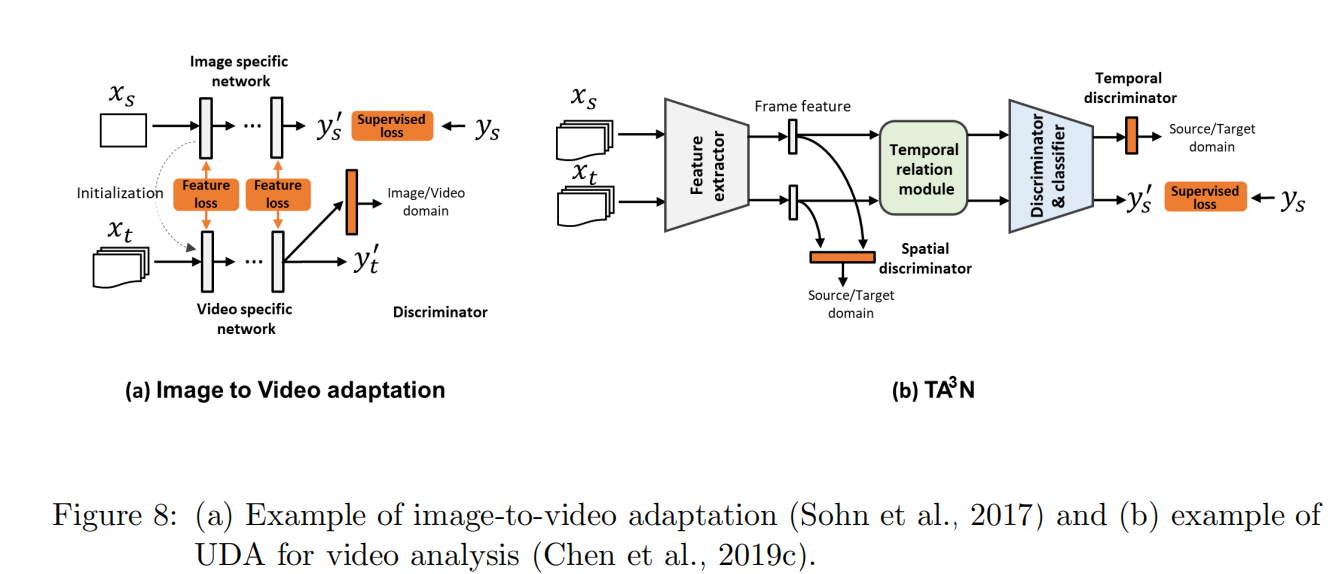 Image specific
network
x_s
y'_s
Supervised
loss
y_s
Initialization
Feature
loss
Feature
loss
Image/Video
domain
x_t
...
...
y'_t
Video specific
network
Discriminator
(a) Image to Video adaptation
x_s
x_t
Feature
extractor
Frame feature
Temporal
relation
module
Discriminator
& classifier
Temporal
discriminator
Source/Target
domain
y'_s
Supervised
loss
y_s
Spatial
discriminator
Source/Target
domain
(b) TA³N
Figure 8: (a) Example of image-to-video adaptation (Sohn et al., 2017) and (b) example of
UDA for video analysis (Chen et al., 2019c).